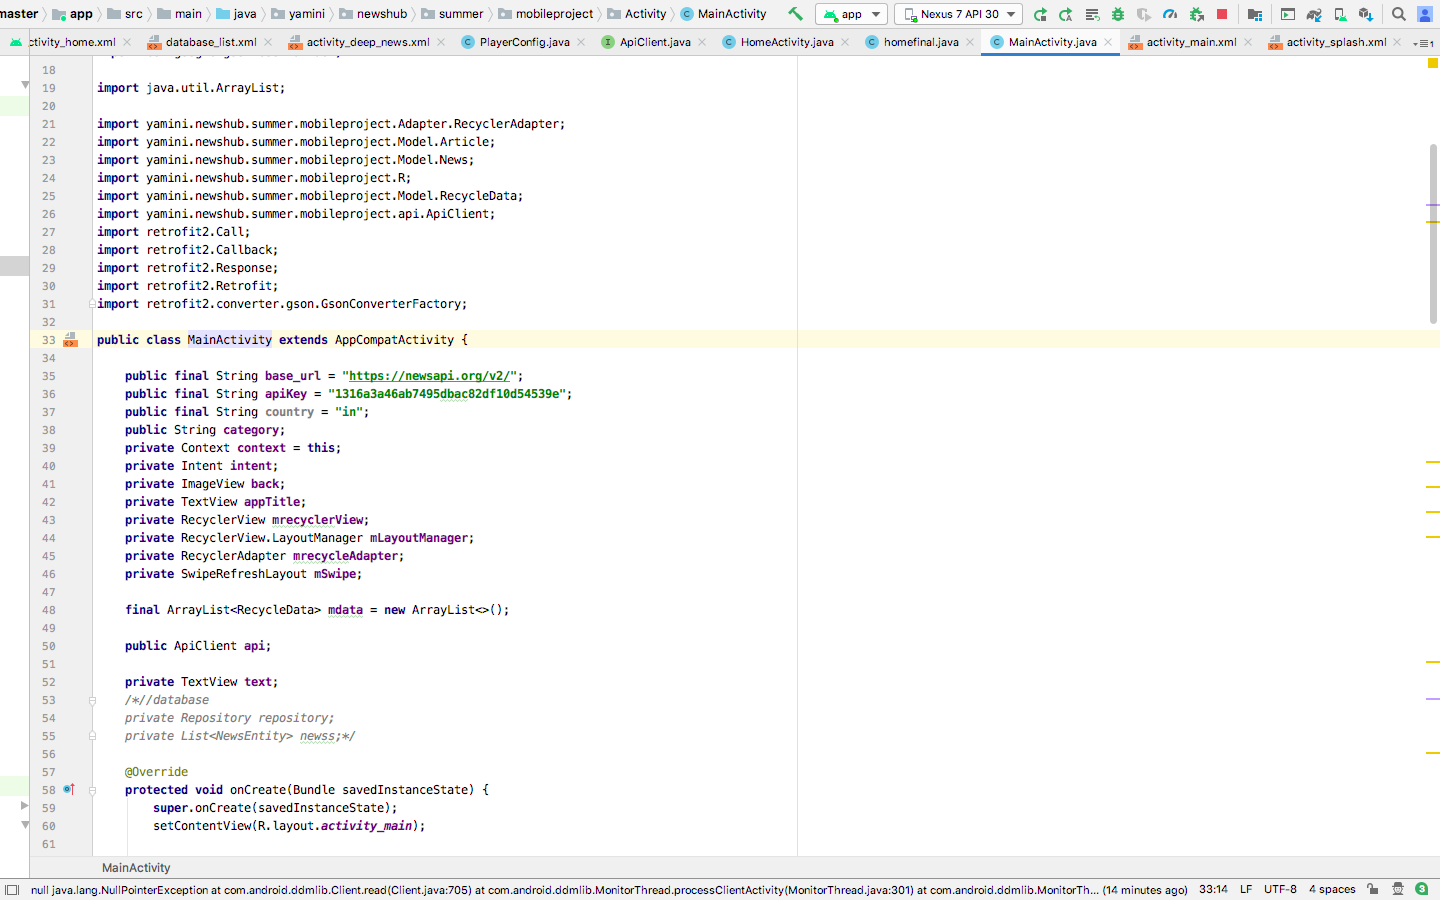 master app src main java yamini newshub summer mobileproject Activity MainActivity app Nexus 7 API 30
ctivity_home.xml database_list.xml activity_deep_news.xml PlayerConfig.java ApiClient.java HomeActivity.java homefinal.java MainActivity.java activity_main.xml activity_splash.xml 1
18
19 import java.util.ArrayList;
20
21 import yamini.newshub.summer.mobileproject.Adapter.RecyclerAdapter;
22 import yamini.newshub.summer.mobileproject.Model.Article;
23 import yamini.newshub.summer.mobileproject.Model.News;
24 import yamini.newshub.summer.mobileproject.R;
25 import yamini.newshub.summer.mobileproject.Model.RecycleData;
26 import yamini.newshub.summer.mobileproject.api.ApiClient;
27 import retrofit2.Call;
28 import retrofit2.Callback;
29 import retrofit2.Response;
30 import retrofit2.Retrofit;
31 import retrofit2.converter.gson.GsonConverterFactory;
32
33 public class MainActivity extends AppCompatActivity {
34
35 public final String base_url = "https://newsapi.org/v2/";
36 public final String apiKey = "1316a3a46ab7495dbac82df10d54539e";
37 public final String country = "in";
38 public String category;
39 private Context context = this;
40 private Intent intent;
41 private ImageView back;
42 private TextView appTitle;
43 private RecyclerView mrecyclerView;
44 private RecyclerView.LayoutManager mLayoutManager;
45 private RecyclerAdapter mrecycleAdapter;
46 private SwipeRefreshLayout mSwipe;
47
48 final ArrayList<RecycleData> mdata = new ArrayList<>();
49
50 public ApiClient api;
51
52 private TextView text;
53 /*//database
54 private Repository repository;
55 private List<NewsEntity> newss;*/
56
57 @Override
58 protected void onCreate(Bundle savedInstanceState) {
59 super.onCreate(savedInstanceState);
60 setContentView(R.layout.activity_main);
61
MainActivity
null java.lang.NullPointerException at com.android.ddmlib.Client.read(Client.java:705) at com.android.ddmlib.MonitorThread.processClientActivity(MonitorThread.java:301) at com.android.ddmlib.MonitorTh... (14 minutes ago) 33:14 LF UTF-8 4 spaces 3